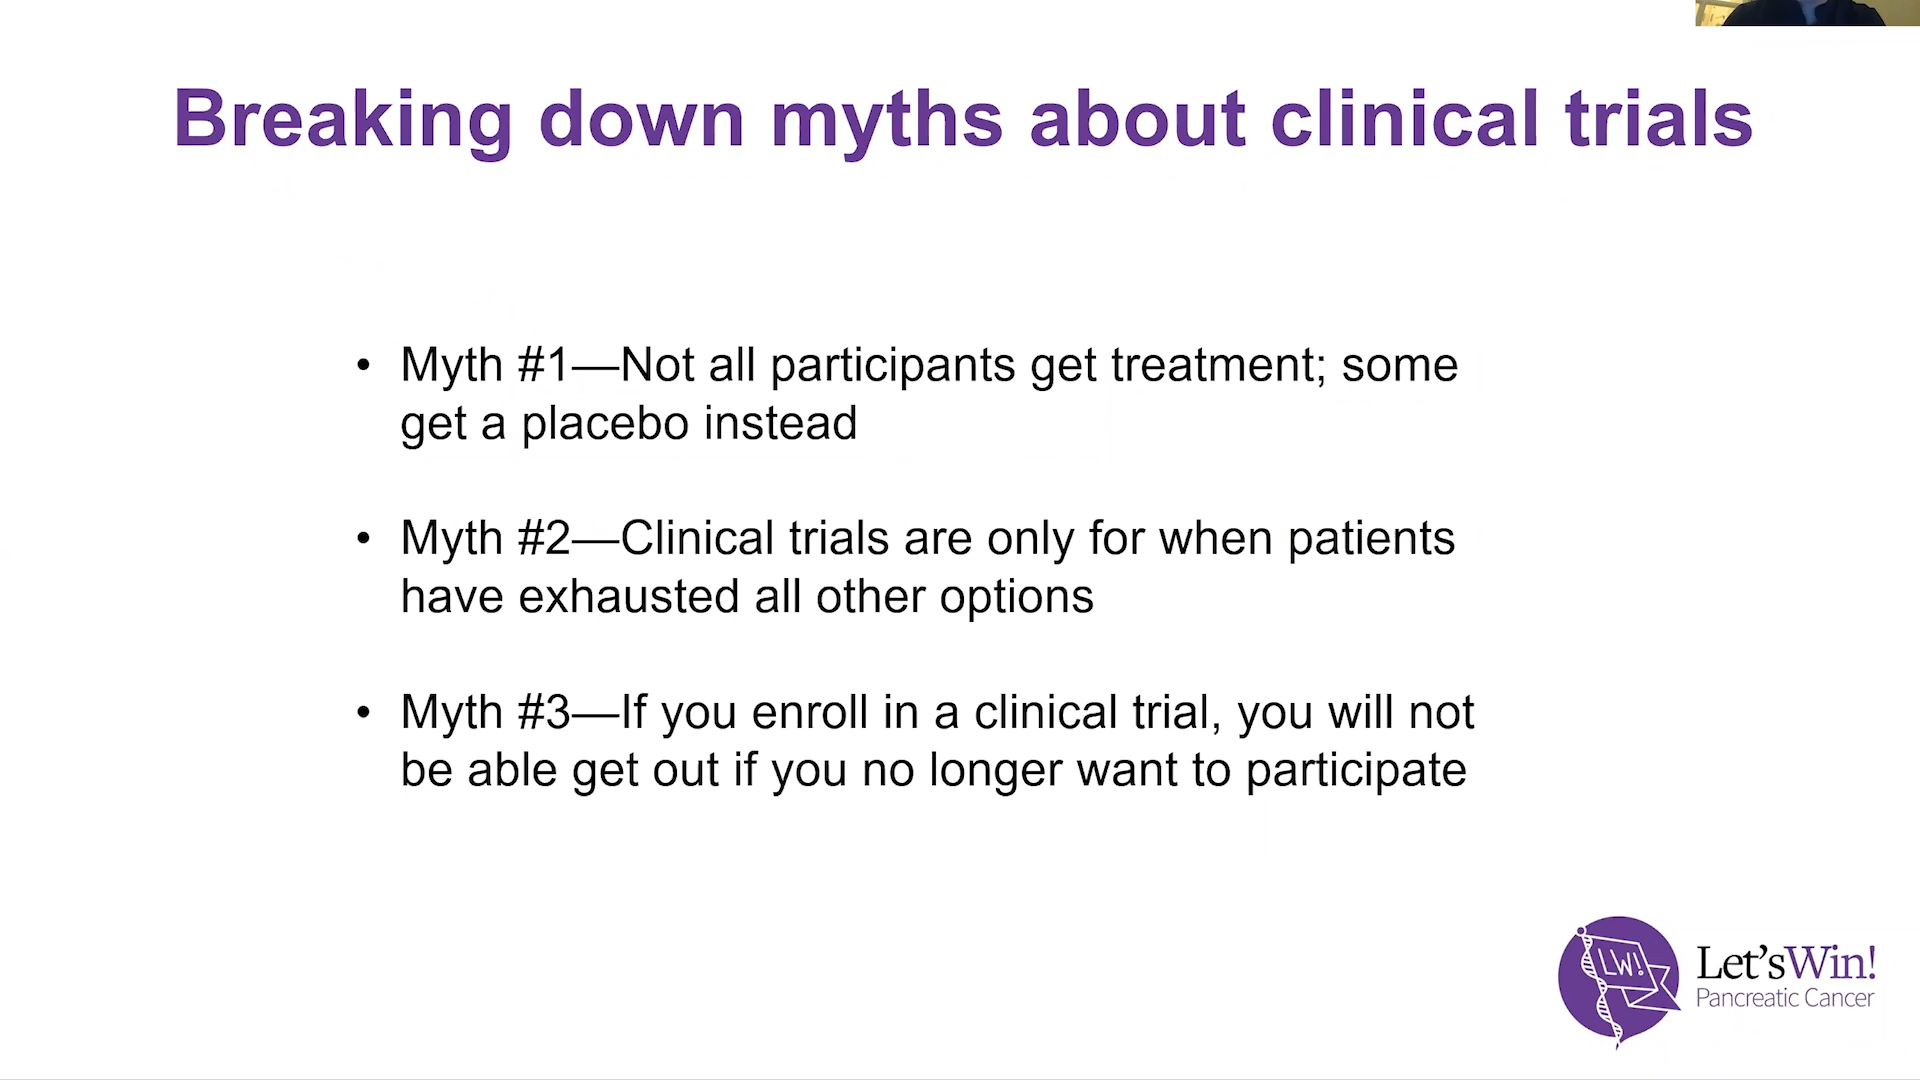 Breaking down myths about clinical trials
• Myth #1—Not all participants get treatment; some
get a placebo instead
• Myth #2—Clinical trials are only for when patients
have exhausted all other options
• Myth #3—If you enroll in a clinical trial, you will not
be able get out if you no longer want to participate
LW!
Let'sWin!
Pancreatic Cancer